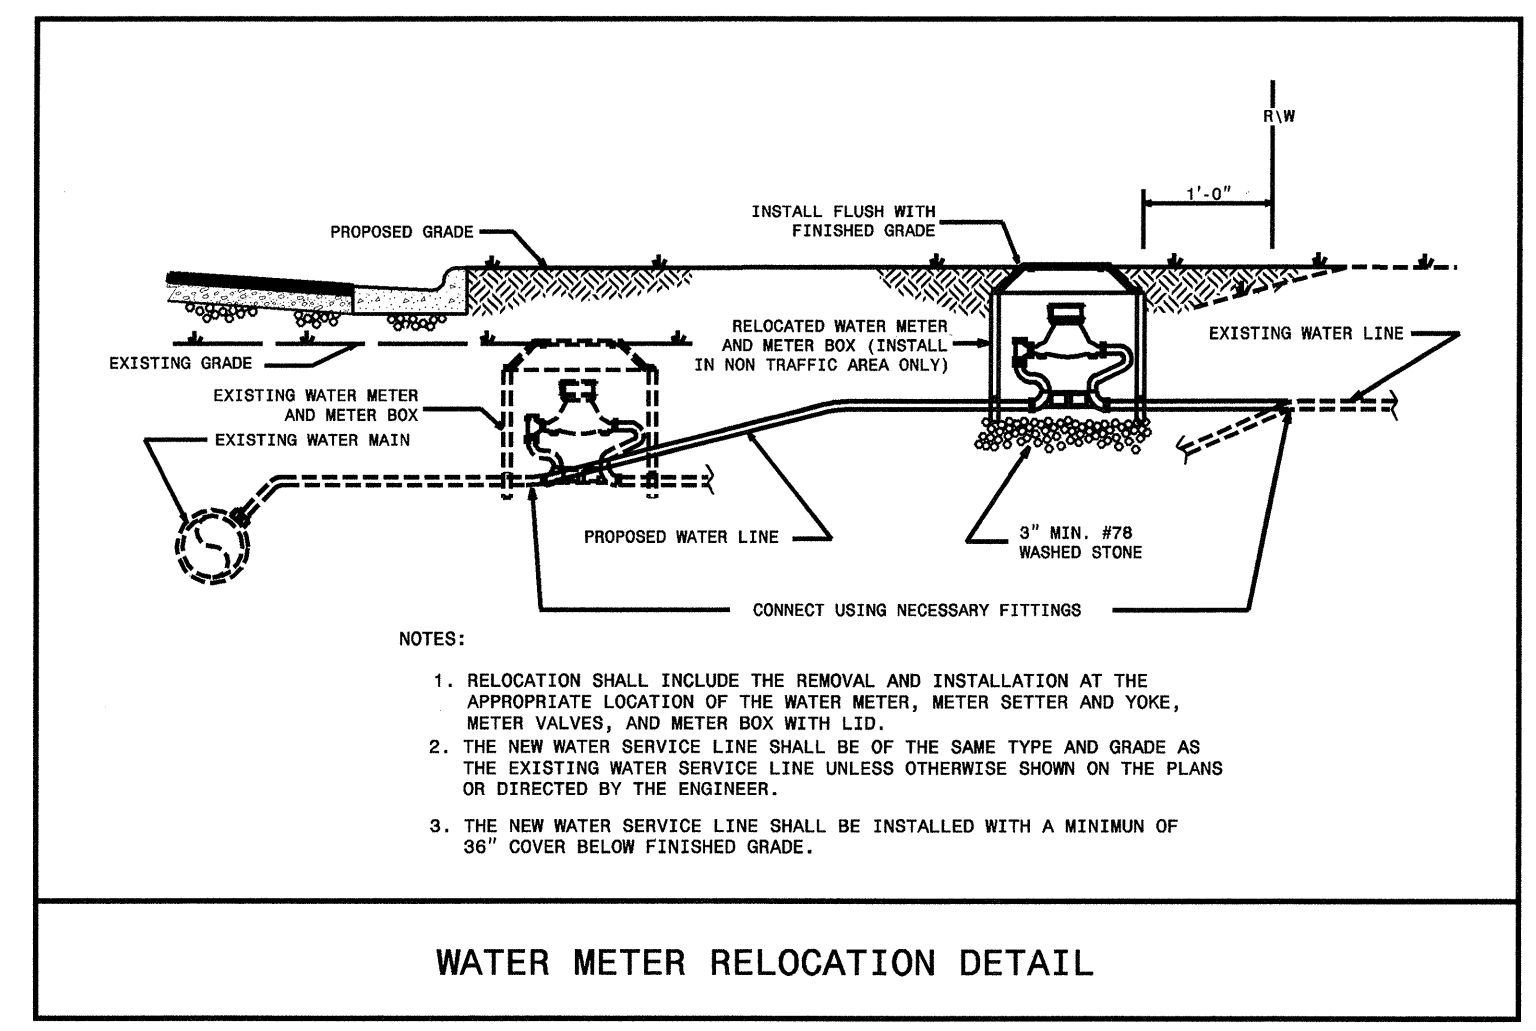 R\W
1'-0"
INSTALL FLUSH WITH
FINISHED GRADE
PROPOSED GRADE
RELOCATED WATER METER
AND METER BOX (INSTALL
IN NON TRAFFIC AREA ONLY)
EXISTING WATER LINE
EXISTING GRADE
EXISTING WATER METER
AND METER BOX
EXISTING WATER MAIN
PROPOSED WATER LINE
3" MIN. #78
WASHED STONE
CONNECT USING NECESSARY FITTINGS
NOTES:
1. RELOCATION SHALL INCLUDE THE REMOVAL AND INSTALLATION AT THE
APPROPRIATE LOCATION OF THE WATER METER, METER SETTER AND YOKE,
METER VALVES, AND METER BOX WITH LID.
2. THE NEW WATER SERVICE LINE SHALL BE OF THE SAME TYPE AND GRADE AS
THE EXISTING WATER SERVICE LINE UNLESS OTHERWISE SHOWN ON THE PLANS
OR DIRECTED BY THE ENGINEER.
3. THE NEW WATER SERVICE LINE SHALL BE INSTALLED WITH A MINIMUN OF
36" COVER BELOW FINISHED GRADE.
WATER METER RELOCATION DETAIL